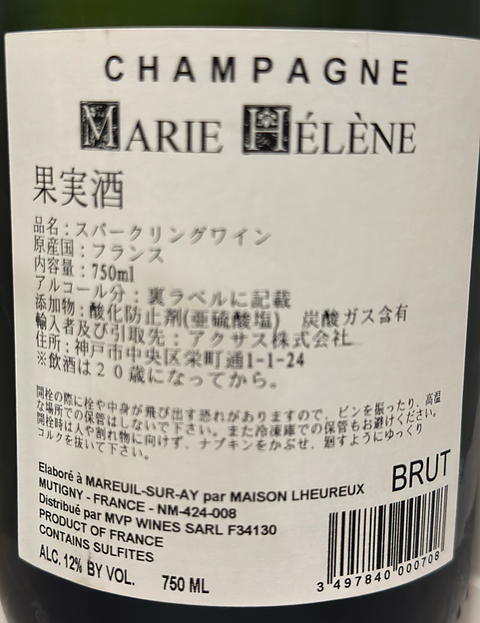 CHAMPAGNE
MARIE HÉLÈNE
果実酒
品名：スパークリングワイン
原産国：フランス
内容量：750ml
アルコール分：裏ラベルに記載
添加物：酸化防止剤(亜硫酸塩) 炭酸ガス含有
輸入者及び引取先：アクサス株式会社
住所：神戸市中央区栄町通1-1-24
※飲酒は２０歳になってから。
開栓の際に栓や中身が飛び出す恐れがありますので、ビンを振ったり、高温
な場所での保管はしないで下さい。また冷凍庫での保管もお避けください。
開栓時は人や割れ物に向けず、ナプキンをかぶせ、廻すようにゆっくり
コルクを抜いて下さい。
Elaboré à MAREUIL-SUR-AY par MAISON LHEUREUX
MUTIGNY - FRANCE - NM-424-008
Distribué par MVP WINES SARL F34130
PRODUCT OF FRANCE
CONTAINS SULFITES
ALC. 12% BY VOL. 750 ML
BRUT
3 497840 000708